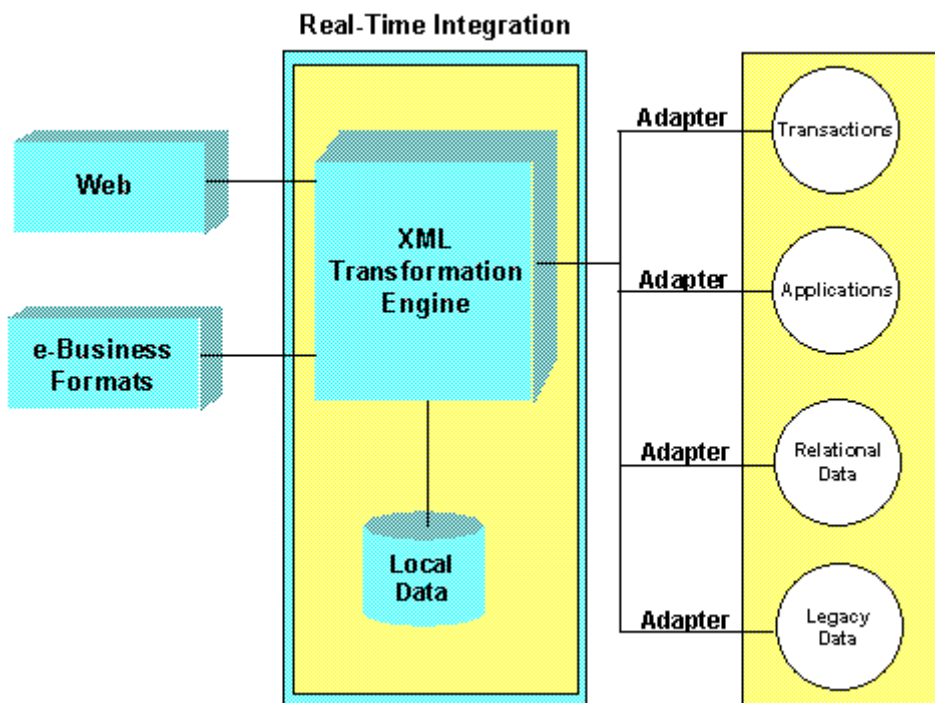 Real-Time Integration
Web
e-Business
Formats
XML
Transformation
Engine
Local
Data
Adapter
Transactions
Adapter
Applications
Adapter
Relational
Data
Adapter
Legacy
Data